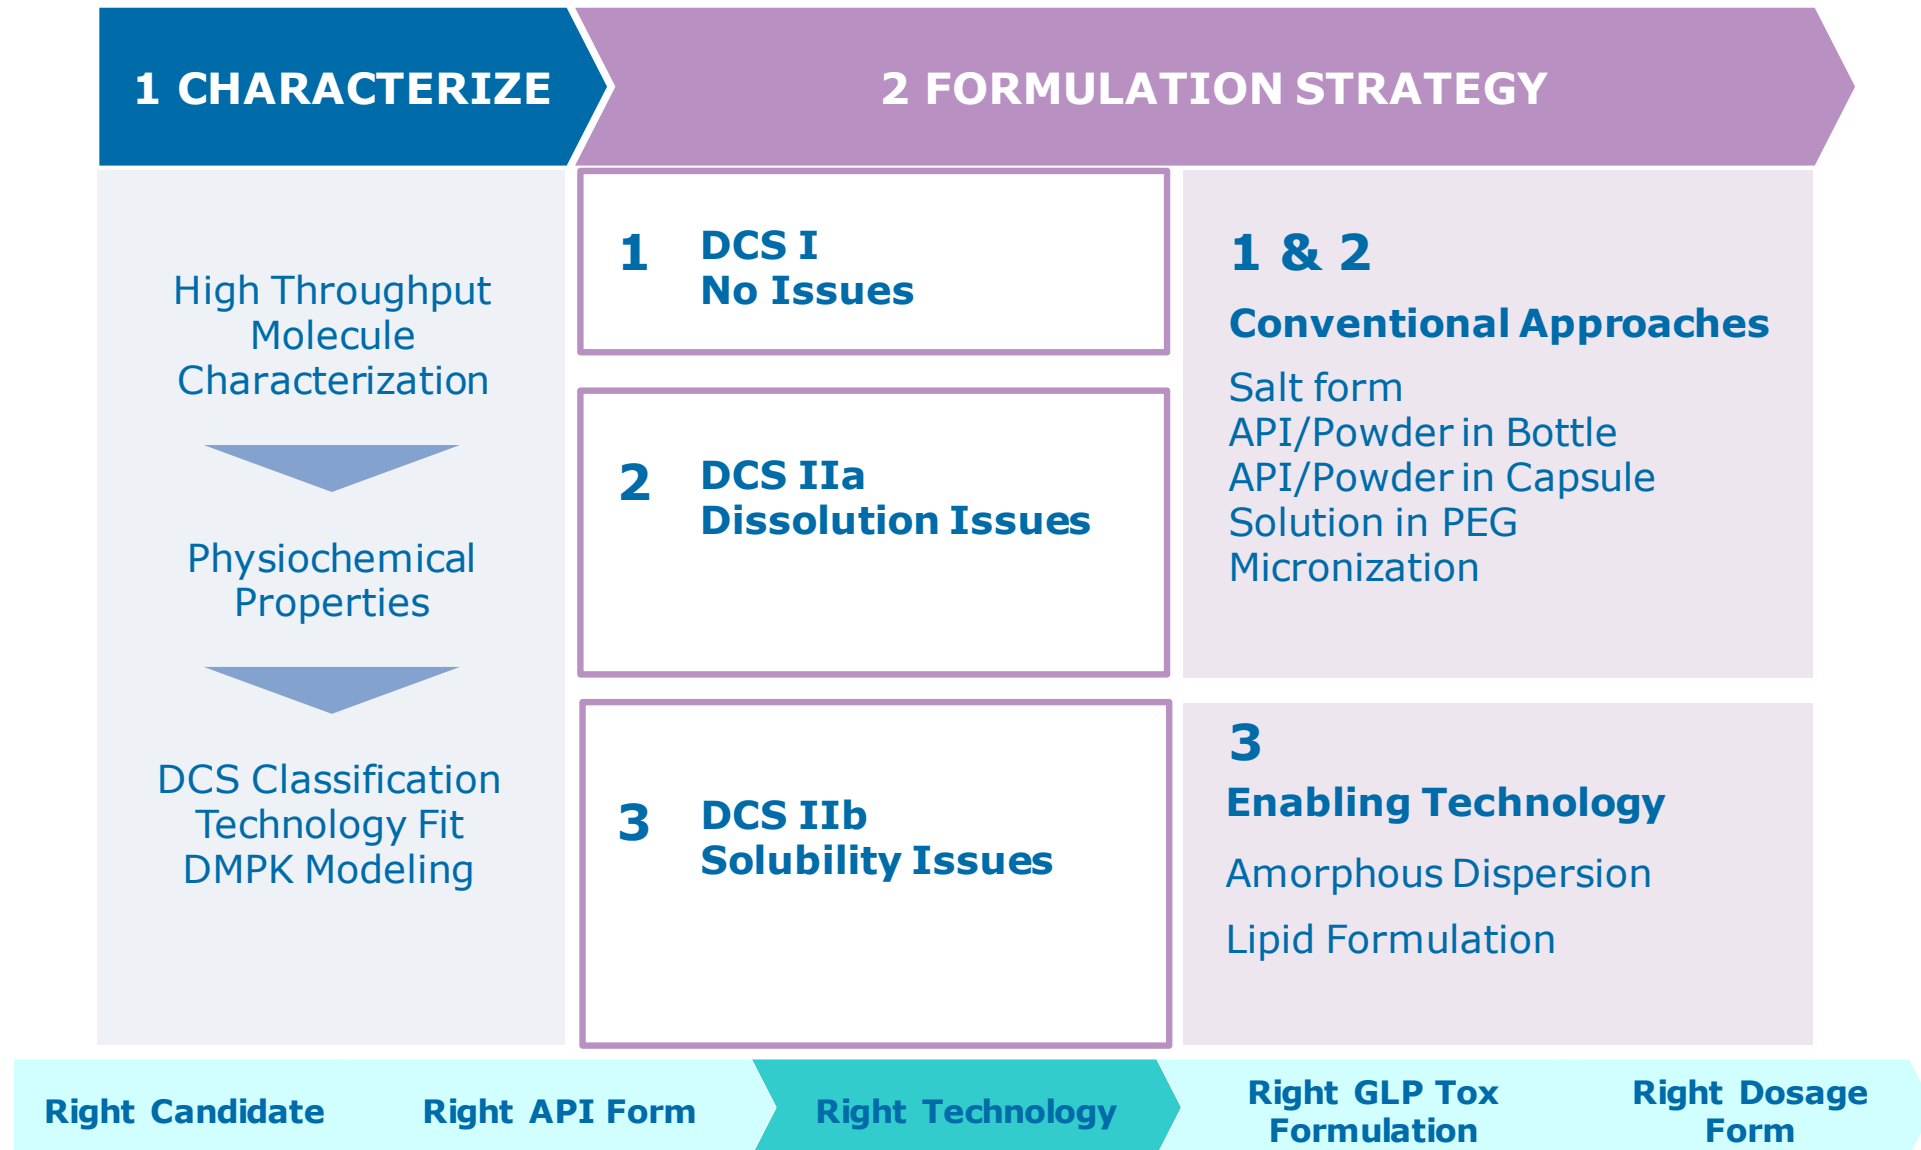 1 CHARACTERIZE
2 FORMULATION STRATEGY
High Throughput
Molecule
Characterization
Physiochemical
Properties
DCS Classification
Technology Fit
DMPK Modeling
1
DCS I
No Issues
2
DCS IIa
Dissolution Issues
3
DCS IIb
Solubility Issues
1 & 2
Conventional Approaches
Salt form
API/Powder in Bottle
API/Powder in Capsule
Solution in PEG
Micronization
3
Enabling Technology
Amorphous Dispersion
Lipid Formulation
Right Candidate
Right API Form
Right Technology
Right GLP Tox
Formulation
Right Dosage
Form